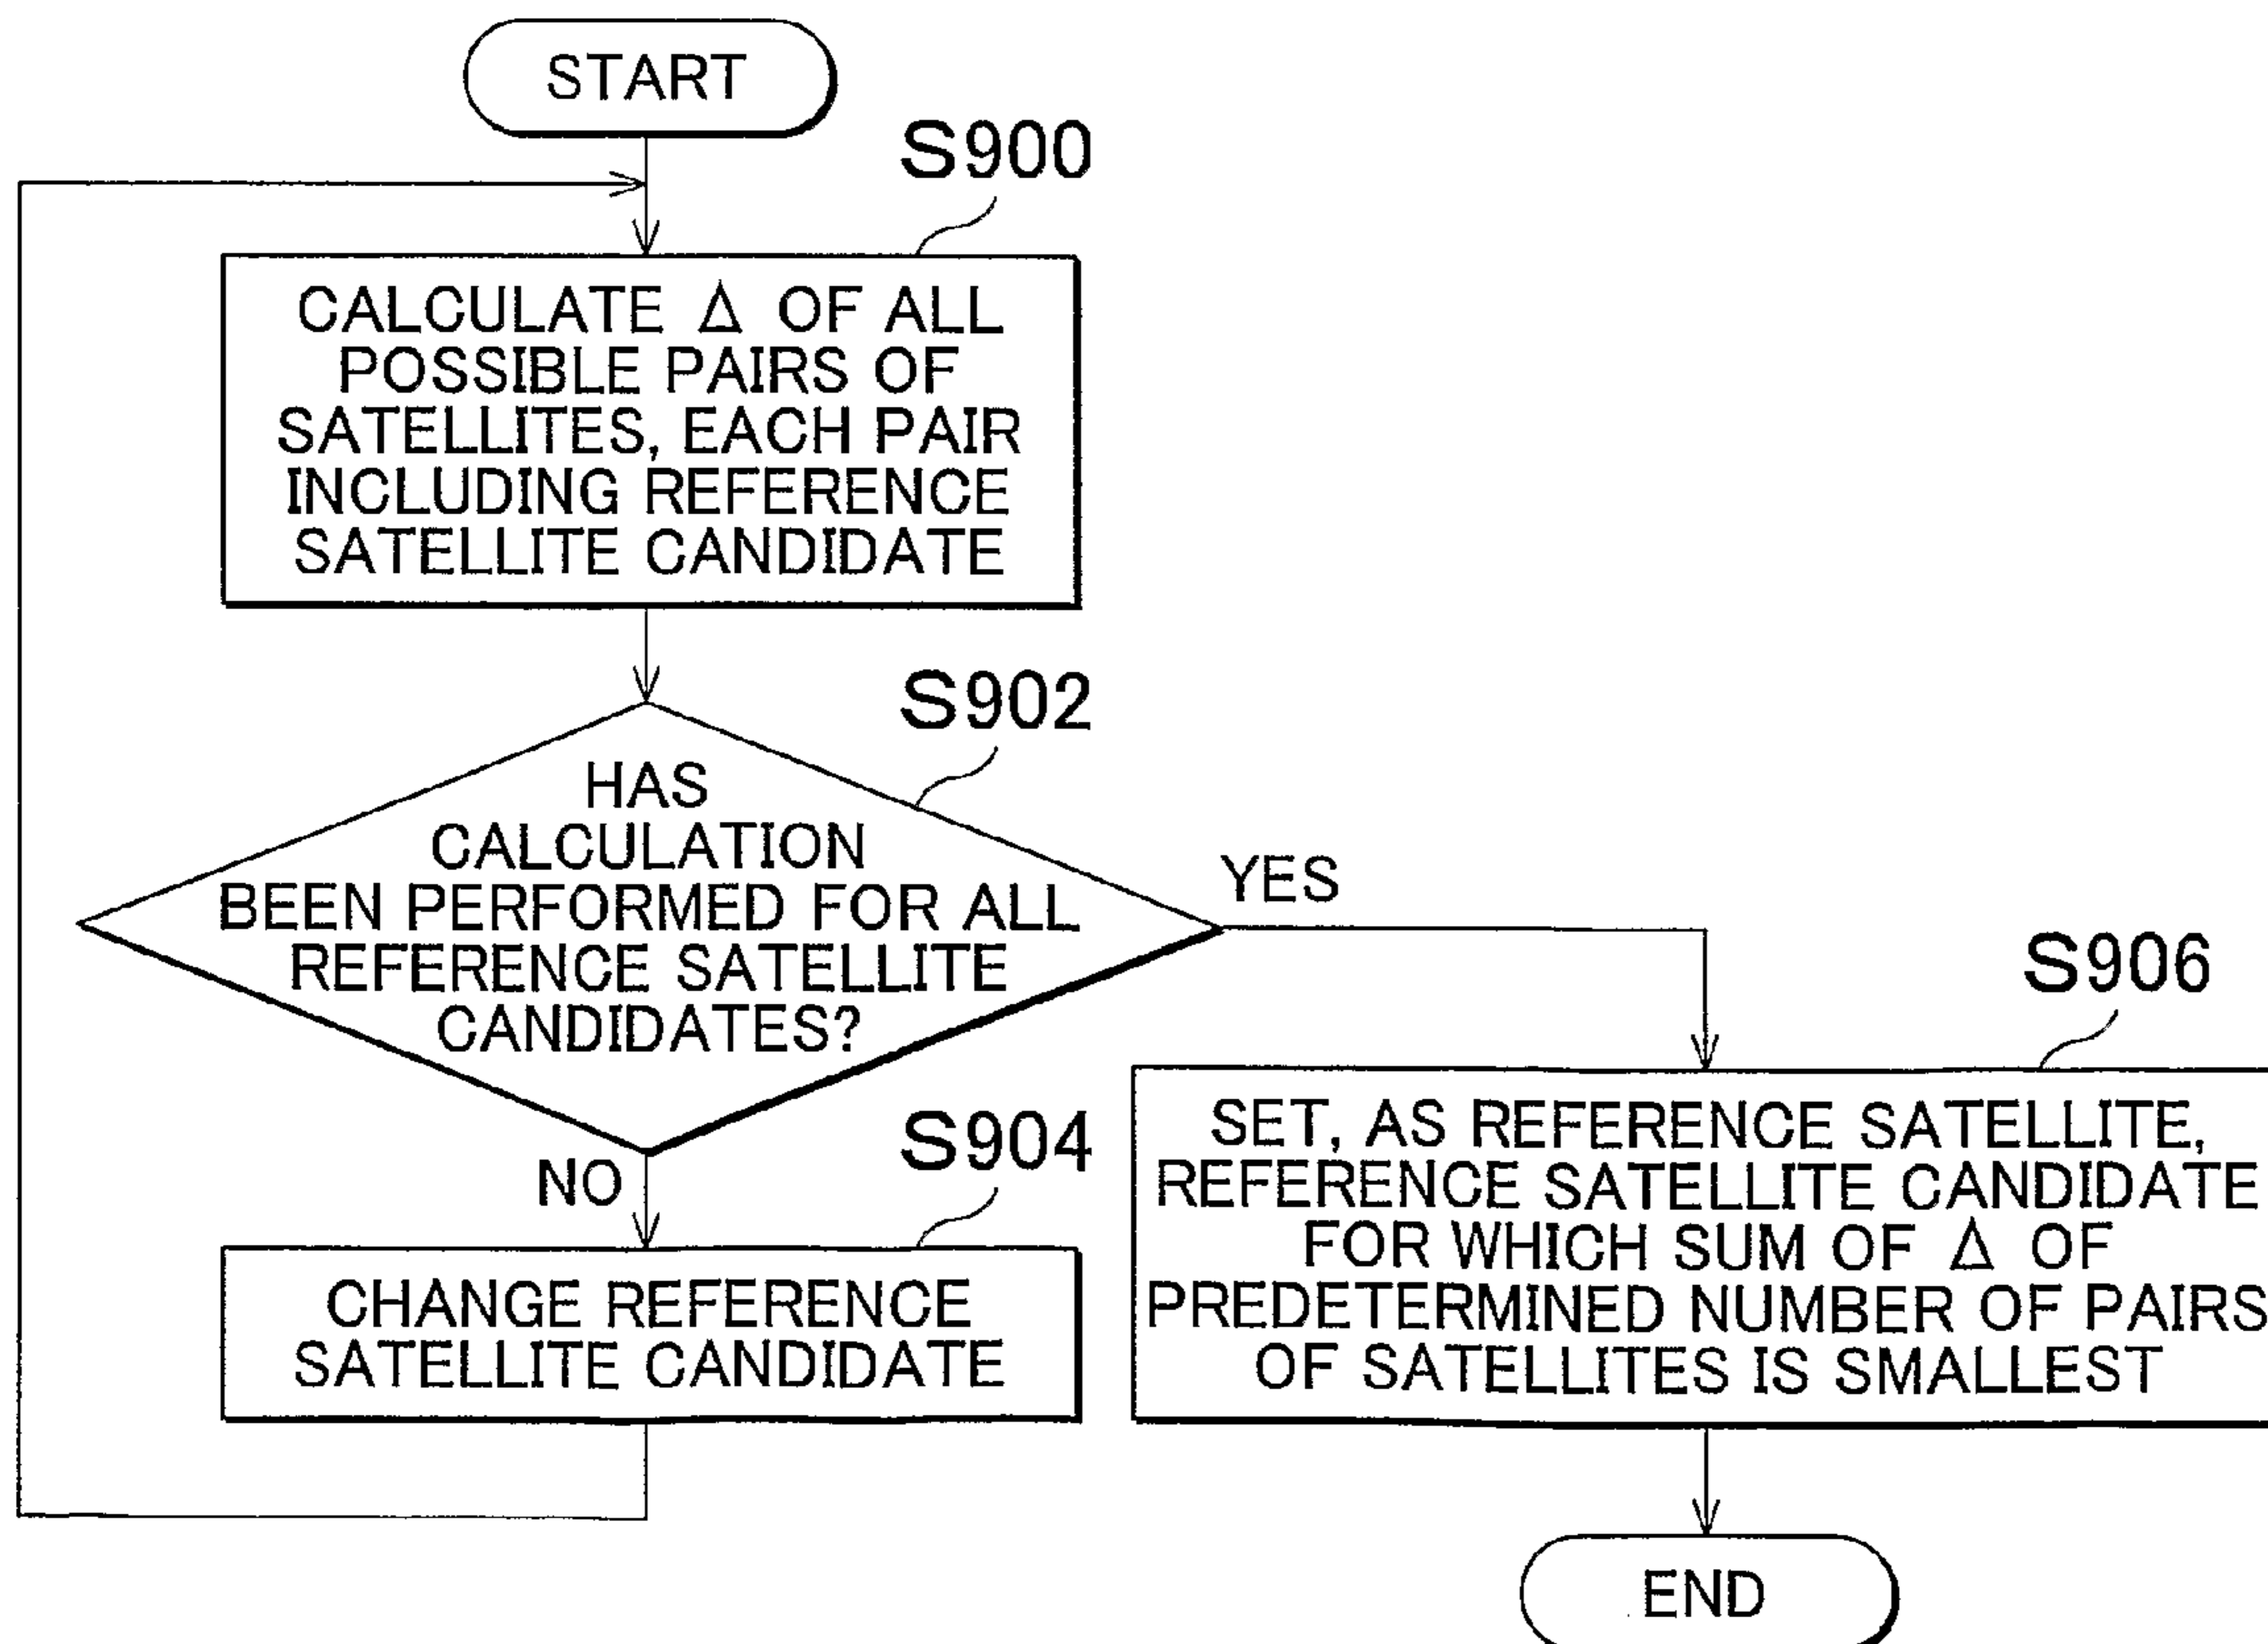 START
S900
CALCULATE Δ OF ALL
POSSIBLE PAIRS OF
SATELLITES, EACH PAIR
INCLUDING REFERENCE
SATELLITE CANDIDATE
S902
HAS
CALCULATION
BEEN PERFORMED FOR ALL
REFERENCE SATELLITE
CANDIDATES?
YES
NO
S904
CHANGE REFERENCE
SATELLITE CANDIDATE
S906
SET, AS REFERENCE SATELLITE,
REFERENCE SATELLITE CANDIDATE
FOR WHICH SUM OF Δ OF
PREDETERMINED NUMBER OF PAIRS
OF SATELLITES IS SMALLEST
END